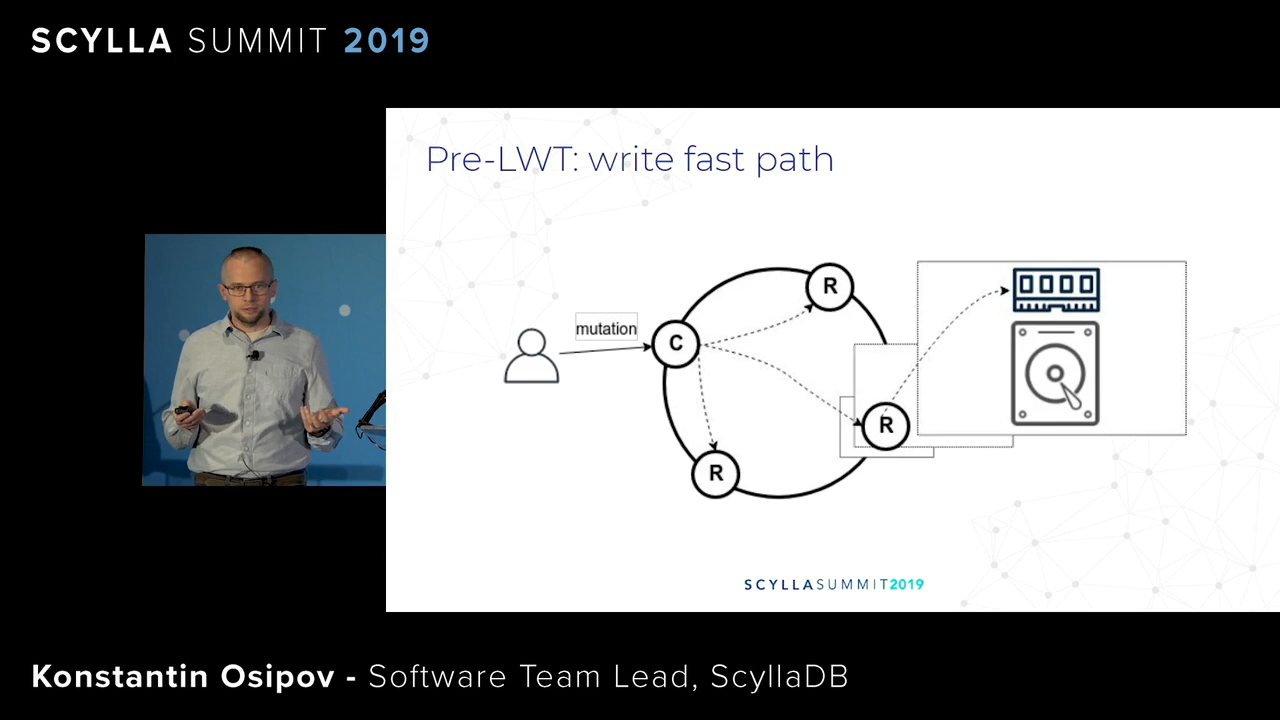 SCYLLA SUMMIT 2019
Pre-LWT: write fast path
mutation
C
R
R
R
SCYLLASUMMIT2019
Konstantin Osipov - Software Team Lead, ScyllaDB